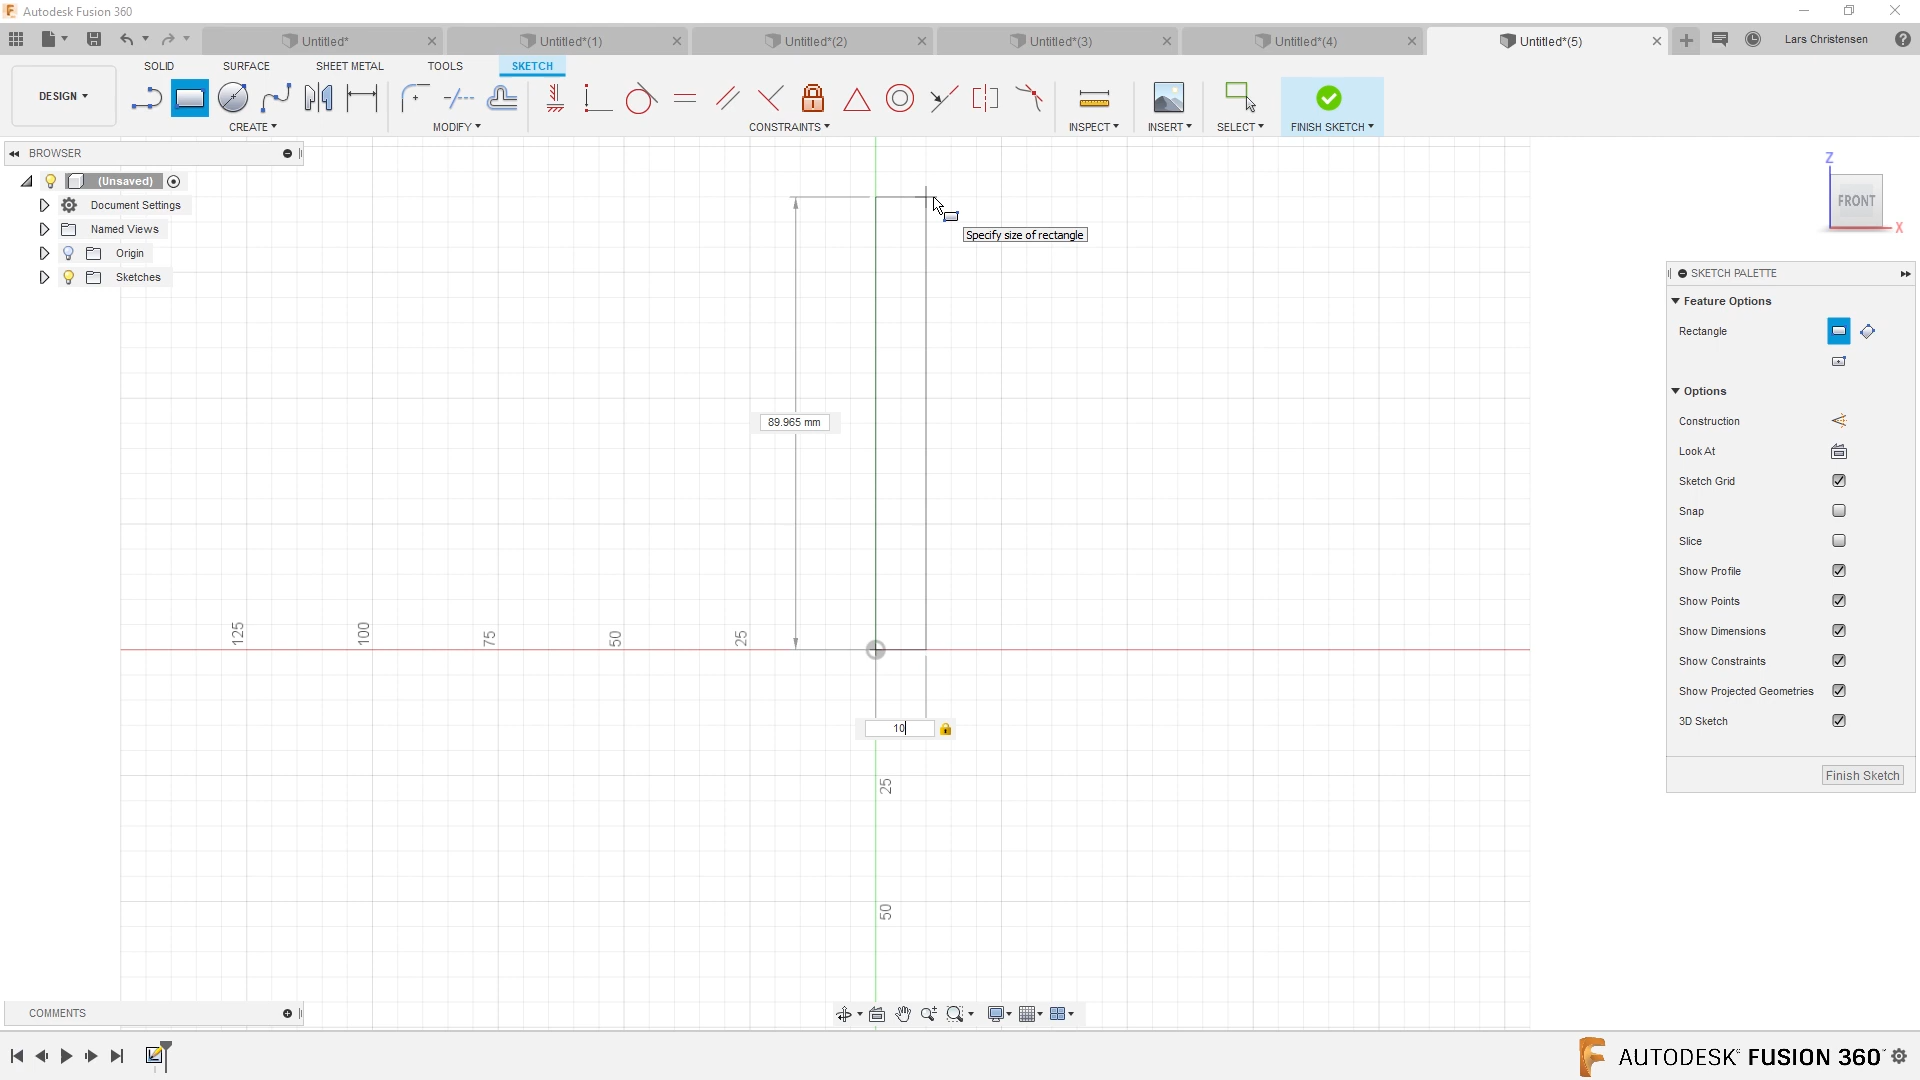 Autodesk Fusion 360
Untitled* Untitled*(1) Untitled*(2) Untitled*(3) Untitled*(4) Untitled*(5) Lars Christensen
SOLID SURFACE SHEET METAL TOOLS SKETCH
DESIGN
CREATE MODIFY CONSTRAINTS INSPECT INSERT SELECT FINISH SKETCH
BROWSER
(Unsaved)
Document Settings
Named Views
Origin
Sketches
Specify size of rectangle
Z
FRONT
X
SKETCH PALETTE
Feature Options
Rectangle
Options
Construction
Look At
Sketch Grid
Snap
Slice
Show Profile
Show Points
Show Dimensions
Show Constraints
Show Projected Geometries
3D Sketch
Finish Sketch
89.965 mm
125 100 75 50 25
10
25
50
COMMENTS
AUTODESK FUSION 360